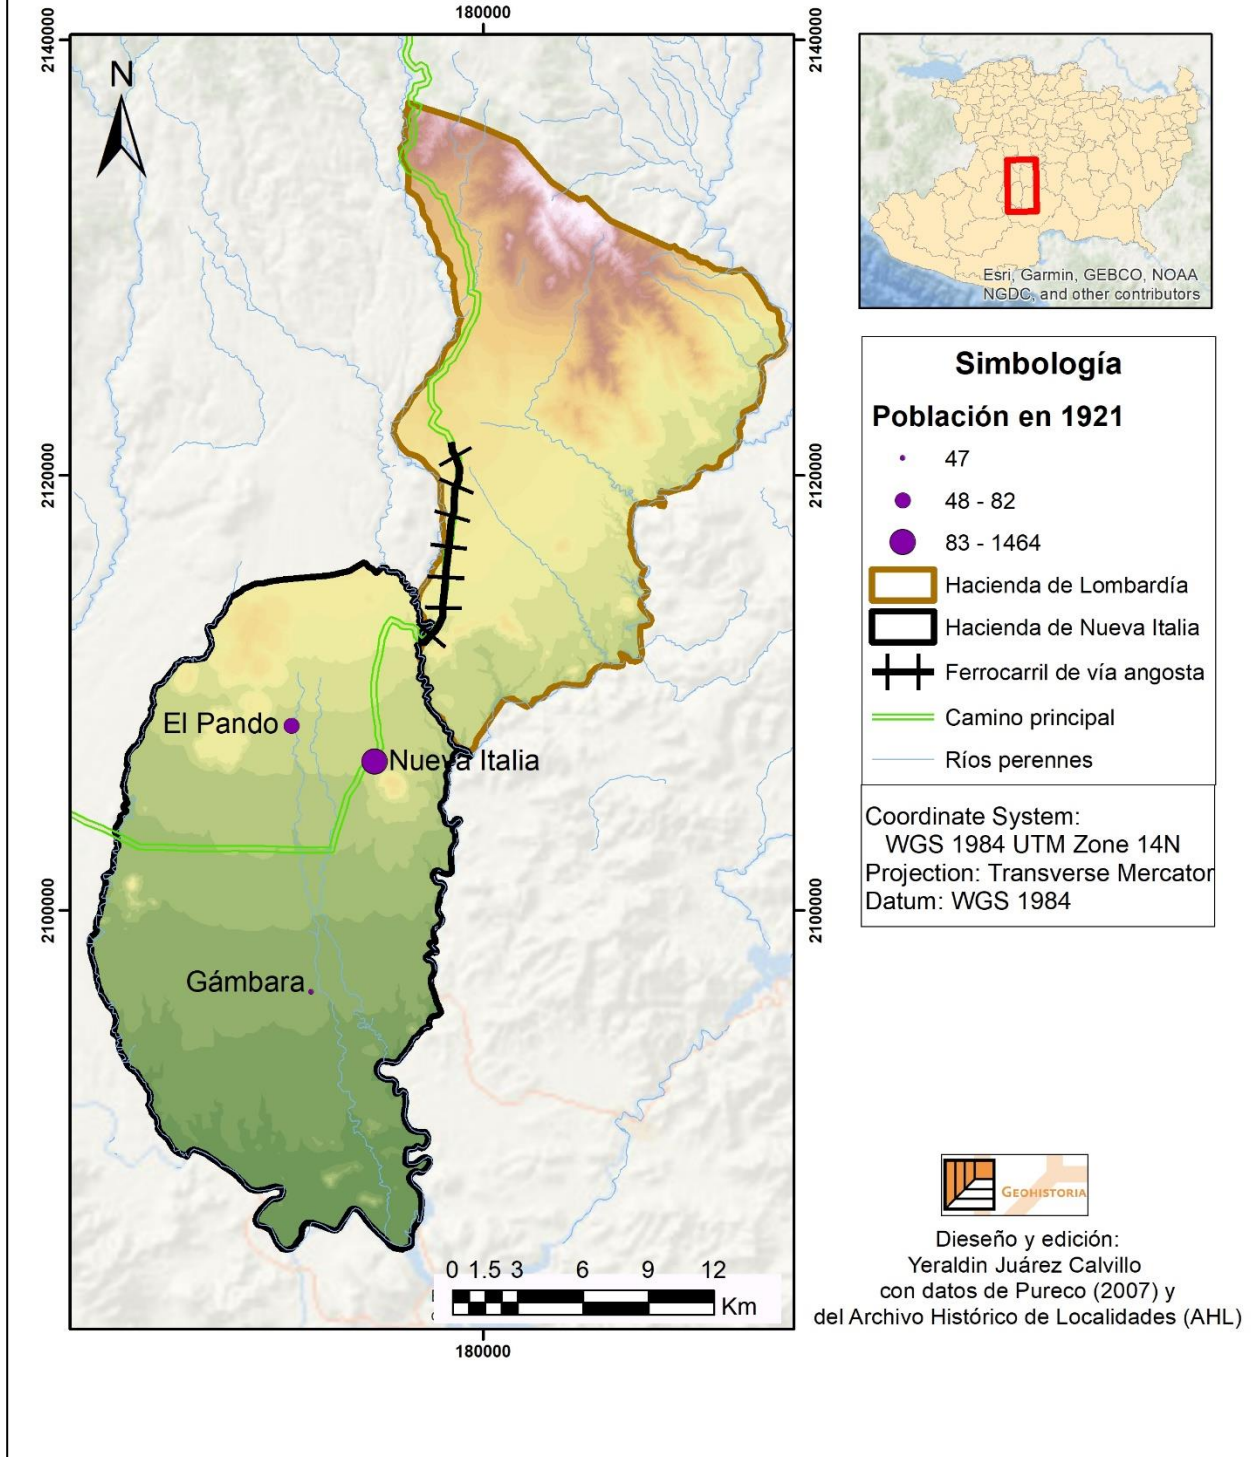 180000
2140000
2140000
N
Esri, Garmin, GEBCO, NOAA
NGDC, and other contributors
Simbología
Población en 1921
47
48 - 82
83 - 1464
Hacienda de Lombardía
Hacienda de Nueva Italia
Ferrocarril de vía angosta
Camino principal
Ríos perennes
2120000
2120000
El Pando
Nueva Italia
Coordinate System:
WGS 1984 UTM Zone 14N
Projection: Transverse Mercator
Datum: WGS 1984
2100000
2100000
Gámbara
GEOHISTORIA
Dieseño y edición:
Yeraldin Juárez Calvillo
con datos de Pureco (2007) y
del Archivo Histórico de Localidades (AHL)
0 1.5 3 6 9 12
Km
180000